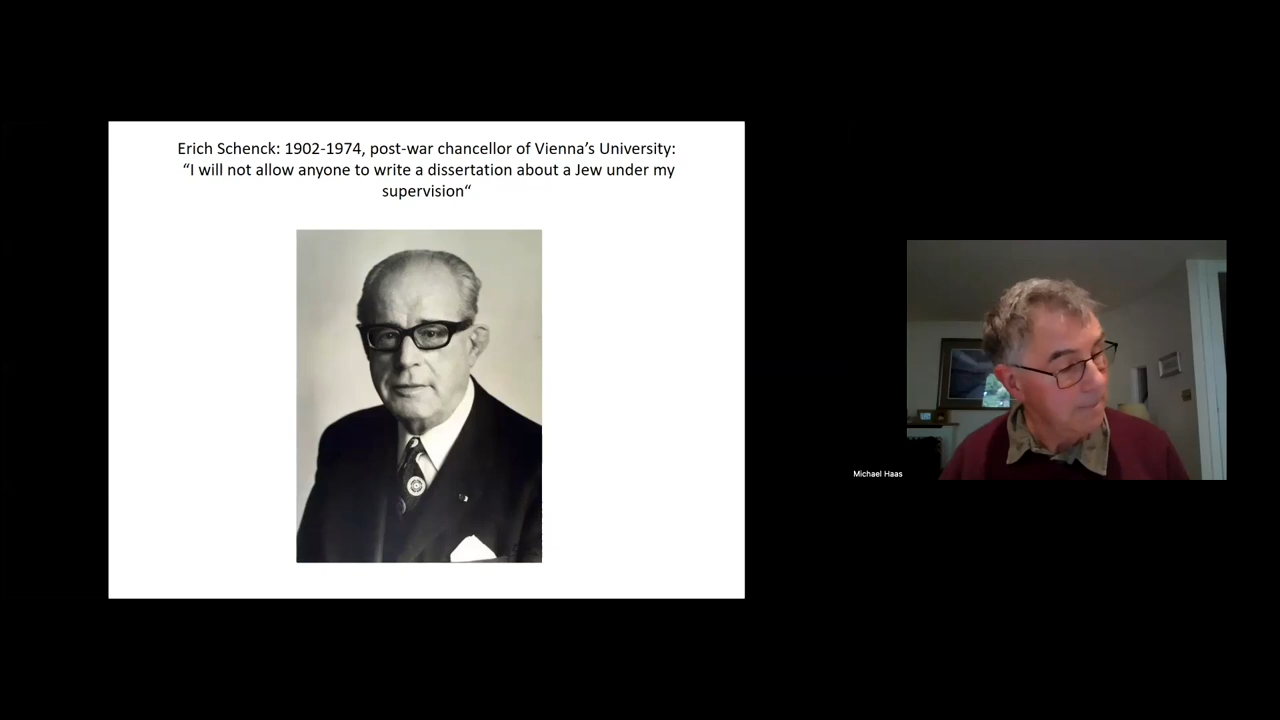 Erich Schenck: 1902-1974, post-war chancellor of Vienna’s University:
“I will not allow anyone to write a dissertation about a Jew under my
supervision“
Michael Haas